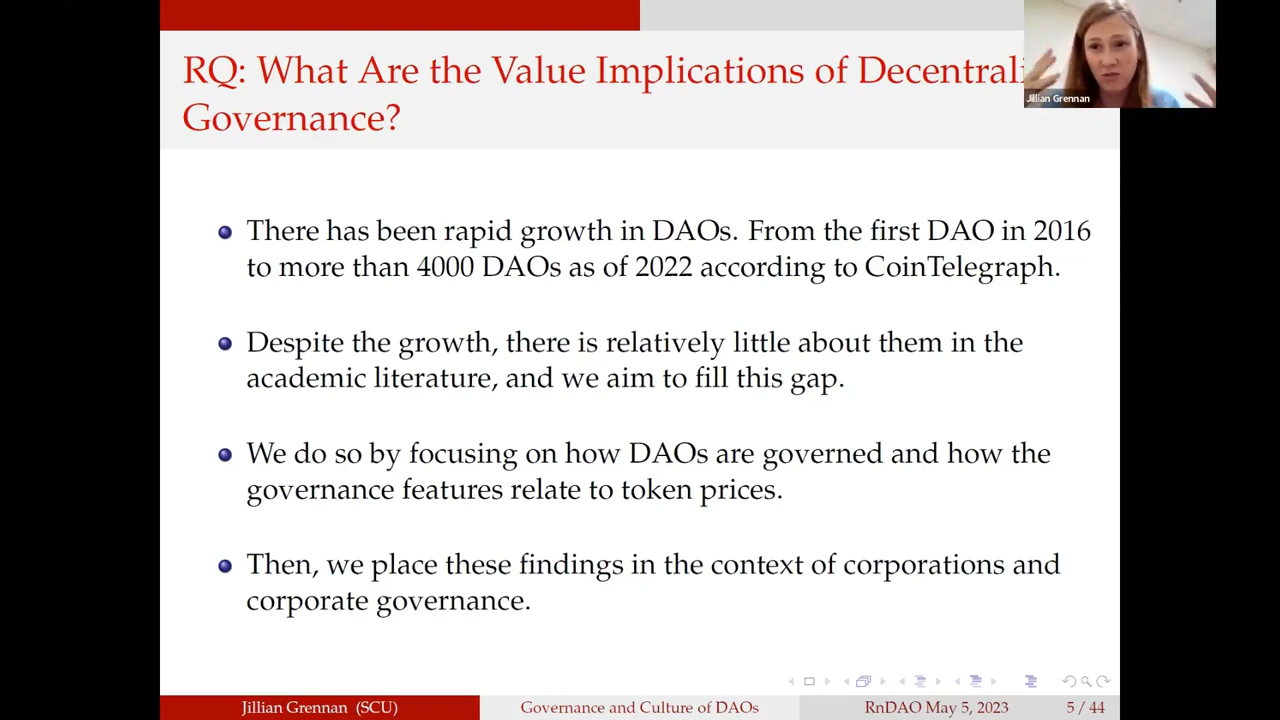 RQ: What Are the Value Implications of Decentrali
Governance?
Jillian Grennan
There has been rapid growth in DAOs. From the first DAO in 2016
to more than 4000 DAOs as of 2022 according to CoinTelegraph.
Despite the growth, there is relatively little about them in the
academic literature, and we aim to fill this gap.
We do so by focusing on how DAOs are governed and how the
governance features relate to token prices.
Then, we place these findings in the context of corporations and
corporate governance.
Jillian Grennan (SCU) Governance and Culture of DAOs RnDAO May 5, 2023 5 / 44